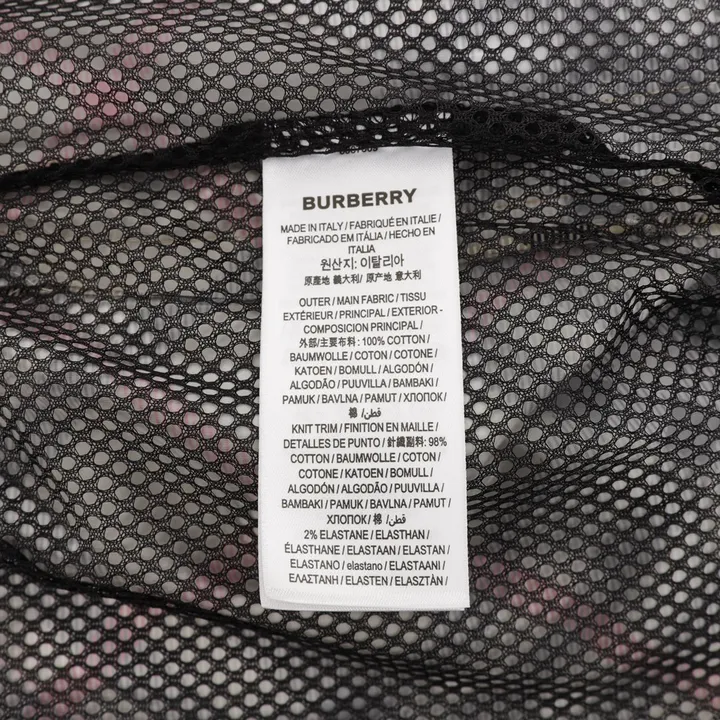 BURBERRY
MADE IN ITALY / FABRIQUÉ EN ITALIE /
FABRICADO EM ITÁLIA / HECHO EN
ITALIA
원산지: 이탈리아
原產地 義大利/ 原产地 意大利
OUTER / MAIN FABRIC / TISSU
EXTÉRIEUR / PRINCIPAL / EXTERIOR -
COMPOSICION PRINCIPAL /
外部/主要布料: 100% COTTON /
BAUMWOLLE / COTON / COTONE /
KATOEN / BOMULL / ALGODÓN /
ALGODÃO / PUUVILLA / BAMBAKI /
PAMUK / BAVLNA / PAMUT / ХЛОПОК/
棉 /قطن/
KNIT TRIM / FINITION EN MAILLE /
DETALLES DE PUNTO / 針織副料: 98%
COTTON / BAUMWOLLE / COTON /
COTONE / KATOEN / BOMULL /
ALGODÓN / ALGODÃO / PUUVILLA /
BAMBAKI / PAMUK / BAVLNA / PAMUT /
ХЛОПОК/ 棉 /قطن/
2% ELASTANE / ELASTHAN /
ÉLASTHANE / ELASTAAN / ELASTAN /
ELASTANO / elastano / ELASTAANI /
ΕΛΑΣΤΑΝΗ / ELASTEN / ELASZTÁN /